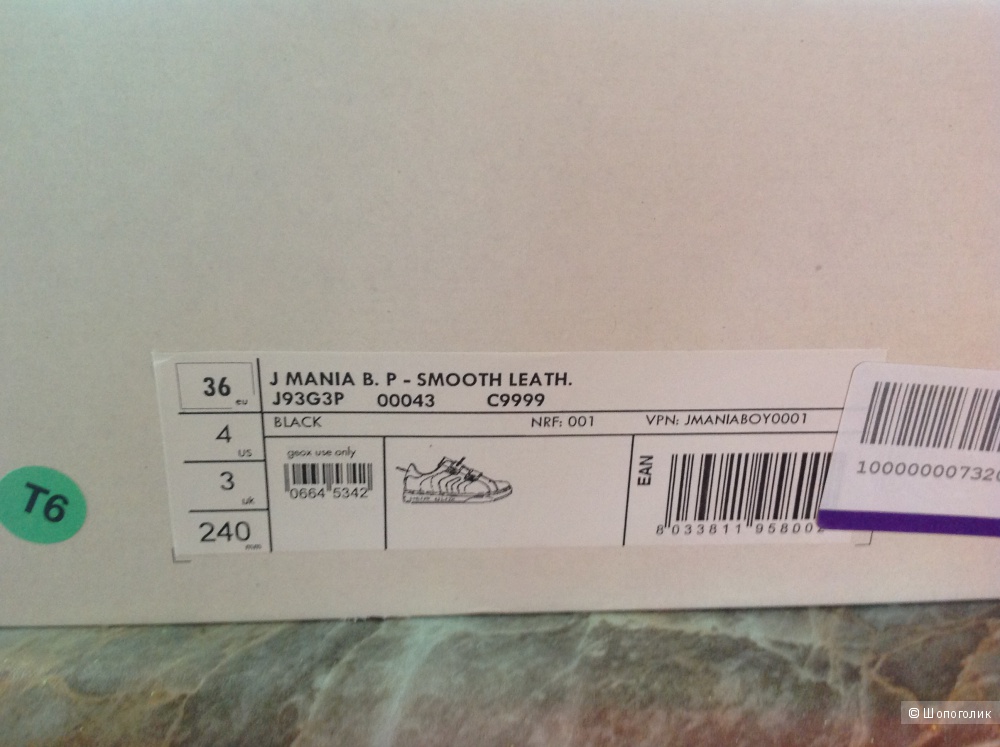 36 eu
4 us
3 uk
240 mm
J MANIA B. P - SMOOTH LEATH.
J93G3P 00043 C9999
BLACK NRF: 001 VPN: JMANIABOY0001
geox use only
0664 5342
EAN
8 033811 958002
T6
© Шопоголик